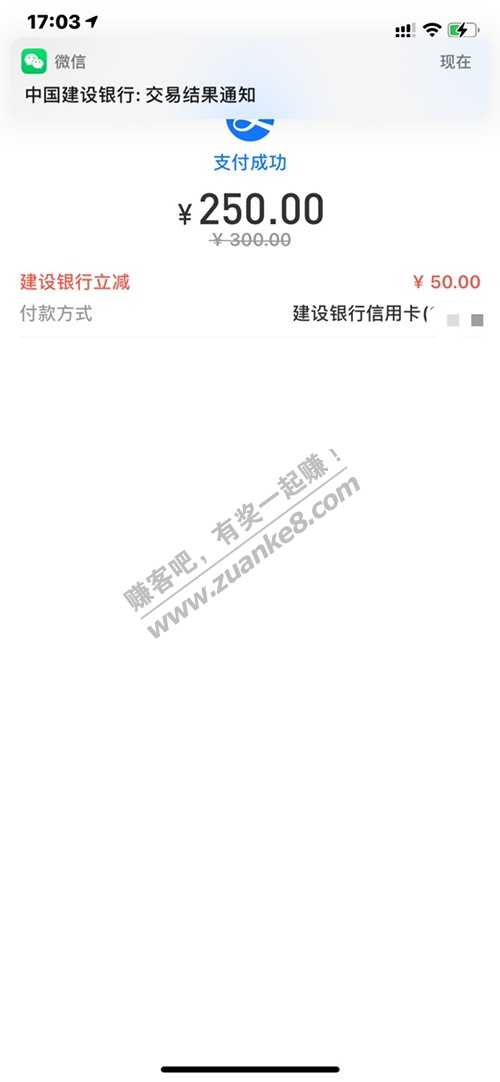 17:03
微信
现在
中国建设银行: 交易结果通知
支付成功
¥ 250.00
¥ 300.00
建设银行立减
¥ 50.00
付款方式
建设银行信用卡(
赚客吧，有奖一起赚！
www.zuanke8.com